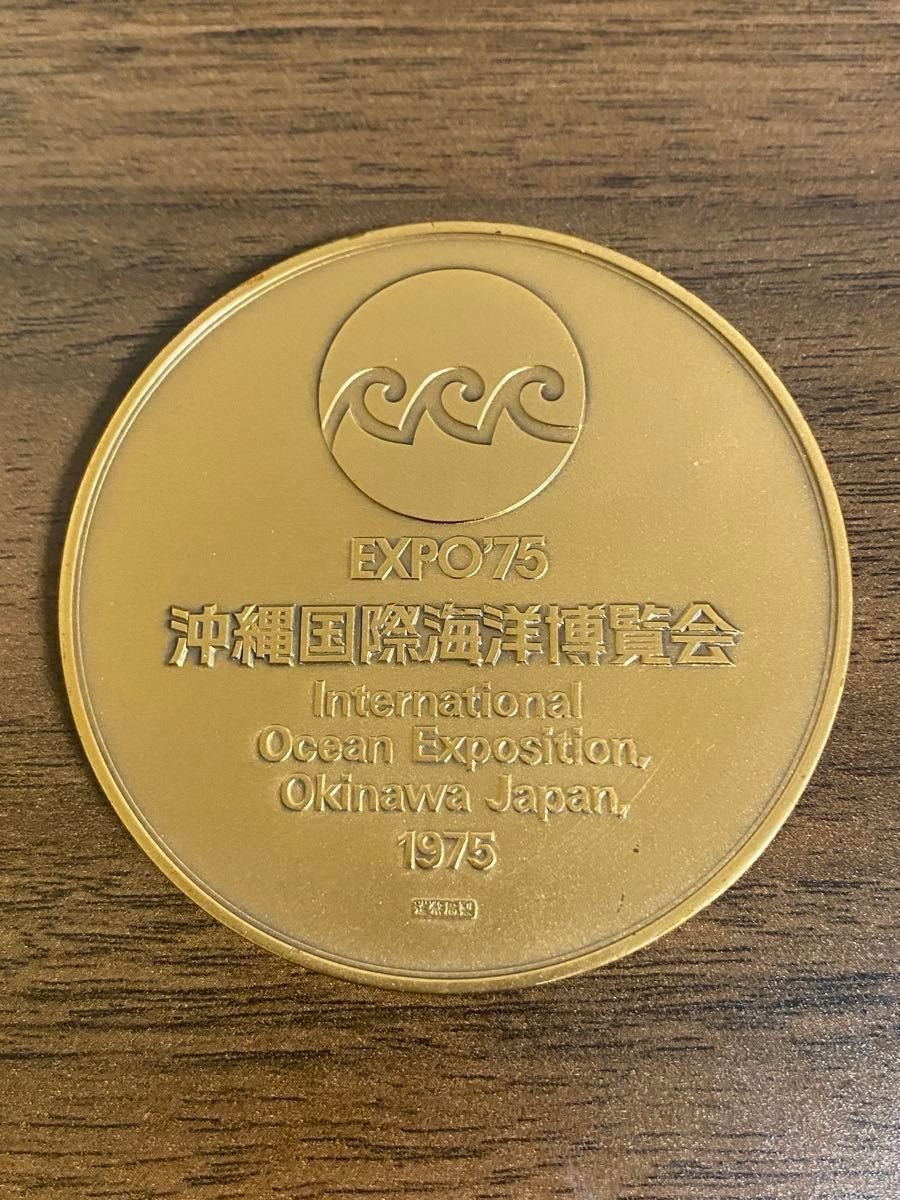 EXPO'75
沖縄国際海洋博覧会
International
Ocean Exposition,
Okinawa Japan,
1975